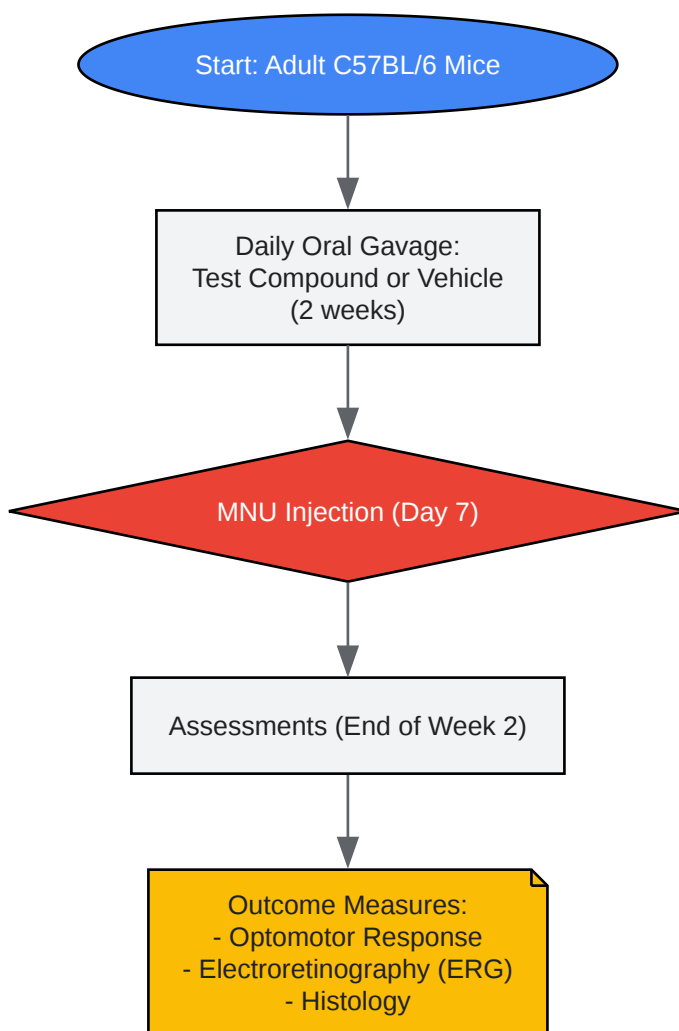 Start: Adult C57BL/6 Mice
Daily Oral Gavage:
Test Compound or Vehicle
(2 weeks)
MNU Injection (Day 7)
Assessments (End of Week 2)
Outcome Measures:
- Optomotor Response
- Electroretinography (ERG)
- Histology